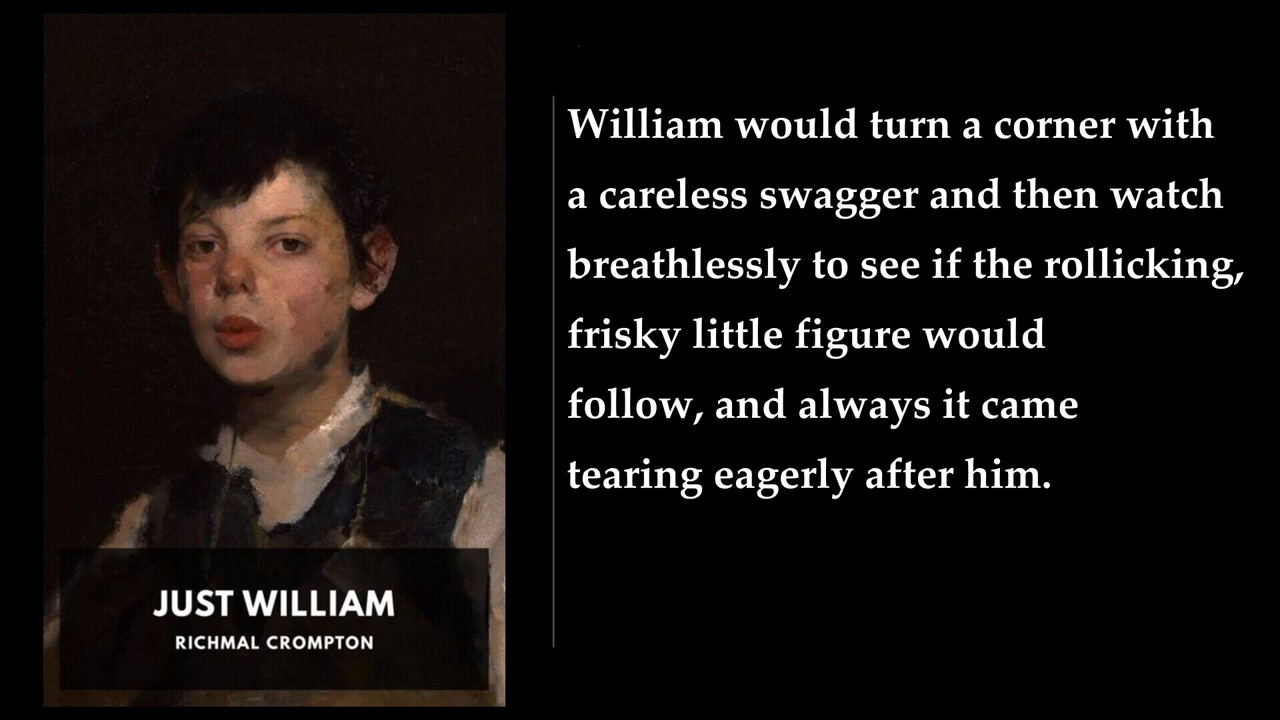 William would turn a corner with
a careless swagger and then watch
breathlessly to see if the rollicking,
frisky little figure would
follow, and always it came
tearing eagerly after him.
JUST WILLIAM
RICHMAL CROMPTON